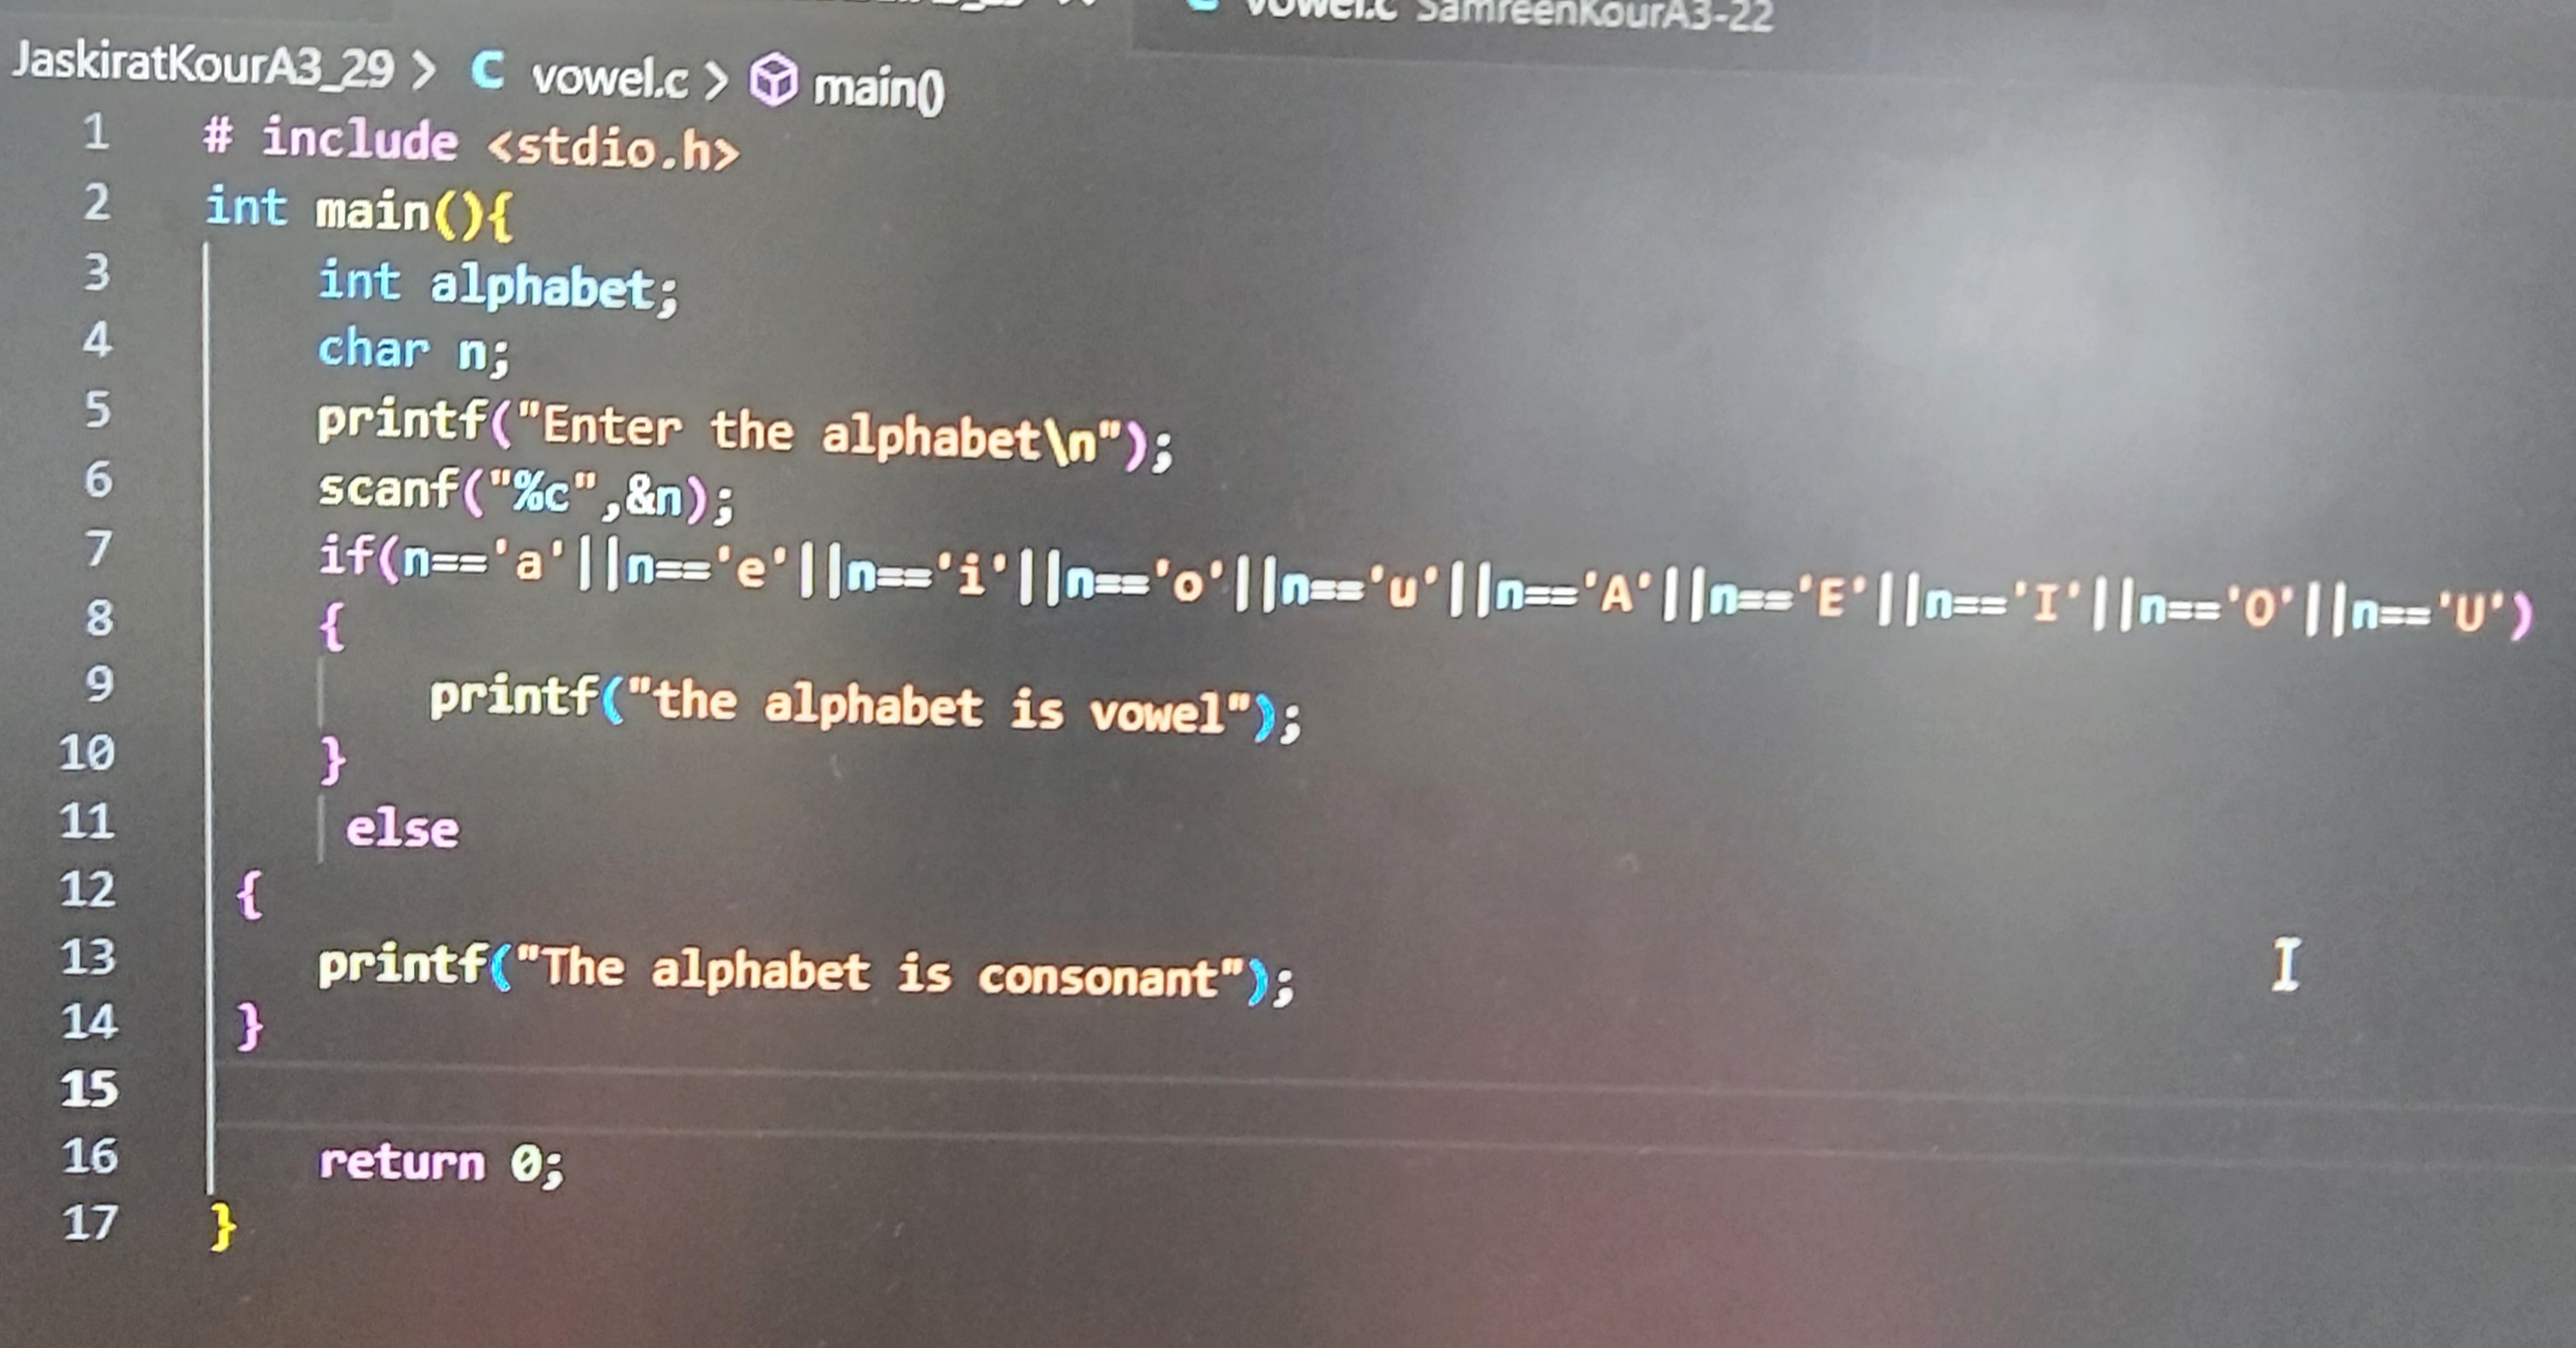 vowel.c SamreenKourA3-22
JaskiratKourA3_29 > C vowel.c > main()
1 # include <stdio.h>
2 int main(){
3 int alphabet;
4 char n;
5 printf("Enter the alphabet\n");
6 scanf("%c",&n);
7 if(n=='a'||n=='e'||n=='i'||n=='o'||n=='u'||n=='A'||n=='E'||n=='I'||n=='O'||n=='U')
8 {
9 printf("the alphabet is vowel");
10 }
11 else
12 {
13 printf("The alphabet is consonant");
14 }
15
16 return 0;
17 }